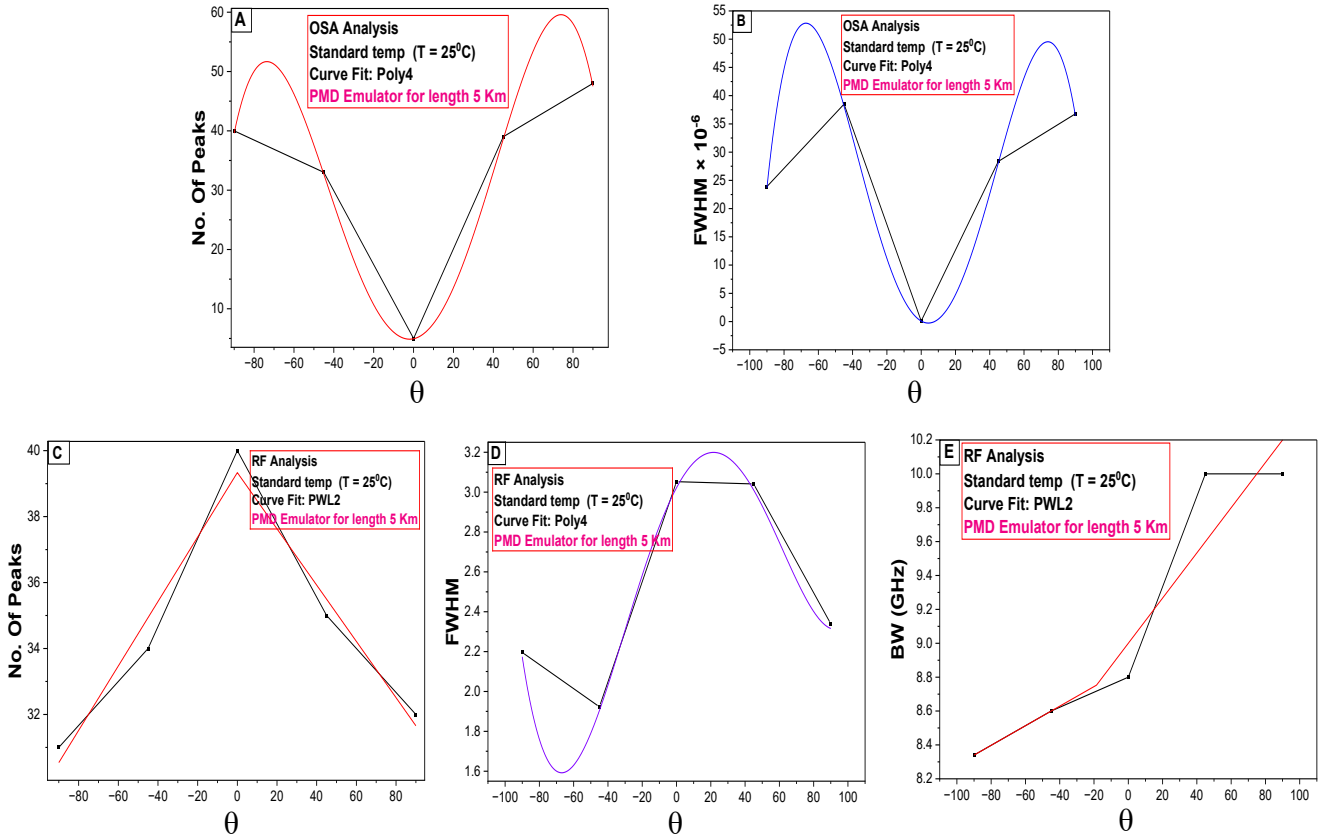 A
OSA Analysis
Standard temp (T = 25⁰C)
Curve Fit: Poly4
PMD Emulator for length 5 Km
No. Of Peaks
60
50
40
30
20
10
−80 −60 −40 −20 0 20 40 60 80
θ
B
OSA Analysis
Standard temp (T = 25⁰C)
Curve Fit: Poly4
PMD Emulator for length 5 Km
FWHM × 10⁻⁶
55
50
45
40
35
30
25
20
15
10
5
0
−5
−100 −80 −60 −40 −20 0 20 40 60 80 100
θ
C
RF Analysis
Standard temp (T = 25⁰C)
Curve Fit: PWL2
PMD Emulator for length 5 Km
No. Of Peaks
40
38
36
34
32
−80 −60 −40 −20 0 20 40 60 80
θ
D
RF Analysis
Standard temp (T = 25⁰C)
Curve Fit: Poly4
PMD Emulator for length 5 Km
FWHM
3.2
3.0
2.8
2.6
2.4
2.2
2.0
1.8
1.6
−100 −80 −60 −40 −20 0 20 40 60 80 100
θ
E
RF Analysis
Standard temp (T = 25⁰C)
Curve Fit: PWL2
PMD Emulator for length 5 Km
BW (GHz)
10.2
10.0
9.8
9.6
9.4
9.2
9.0
8.8
8.6
8.4
8.2
−100 −80 −60 −40 −20 0 20 40 60 80 100
θ